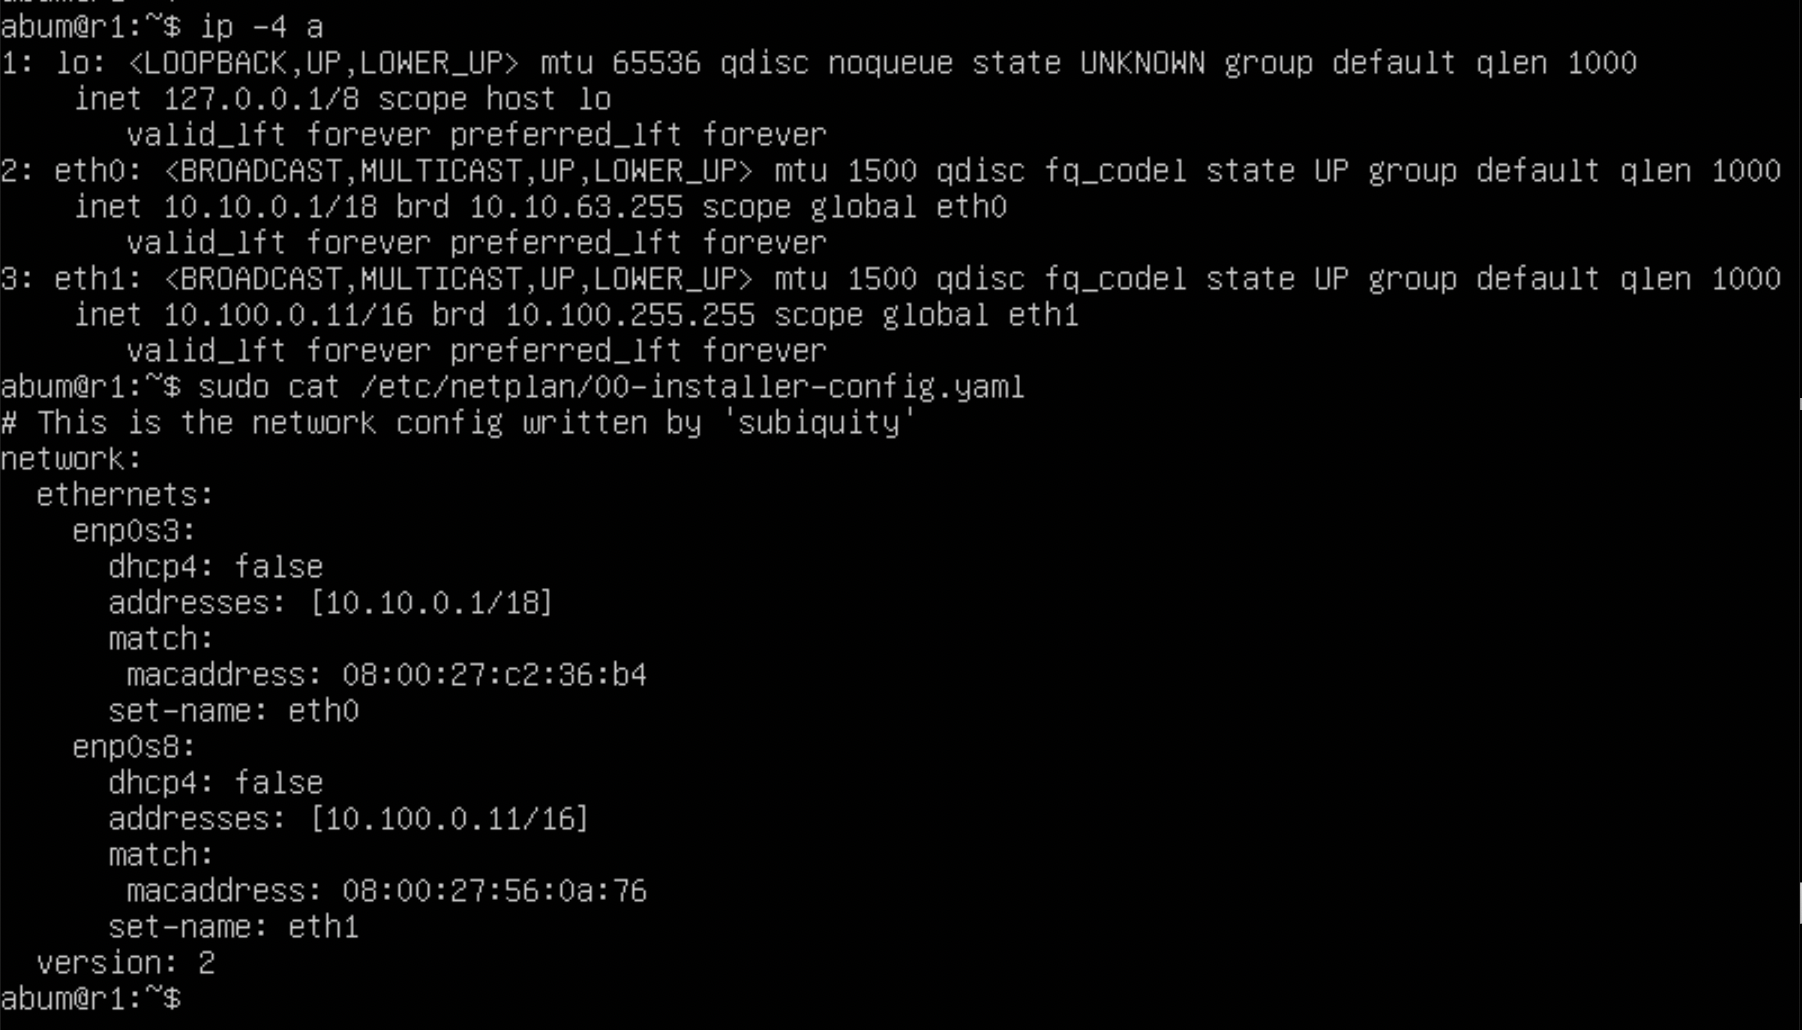 abum@r1:~$ ip -4 a
1: lo: <LOOPBACK,UP,LOWER_UP> mtu 65536 qdisc noqueue state UNKNOWN group default qlen 1000
    inet 127.0.0.1/8 scope host lo
       valid_lft forever preferred_lft forever
2: eth0: <BROADCAST,MULTICAST,UP,LOWER_UP> mtu 1500 qdisc fq_codel state UP group default qlen 1000
    inet 10.10.0.1/18 brd 10.10.63.255 scope global eth0
       valid_lft forever preferred_lft forever
3: eth1: <BROADCAST,MULTICAST,UP,LOWER_UP> mtu 1500 qdisc fq_codel state UP group default qlen 1000
    inet 10.100.0.11/16 brd 10.100.255.255 scope global eth1
       valid_lft forever preferred_lft forever
abum@r1:~$ sudo cat /etc/netplan/00-installer-config.yaml
# This is the network config written by 'subiquity'
network:
  ethernets:
    enp0s3:
      dhcp4: false
      addresses: [10.10.0.1/18]
      match:
       macaddress: 08:00:27:c2:36:b4
      set-name: eth0
    enp0s8:
      dhcp4: false
      addresses: [10.100.0.11/16]
      match:
       macaddress: 08:00:27:56:0a:76
      set-name: eth1
  version: 2
abum@r1:~$